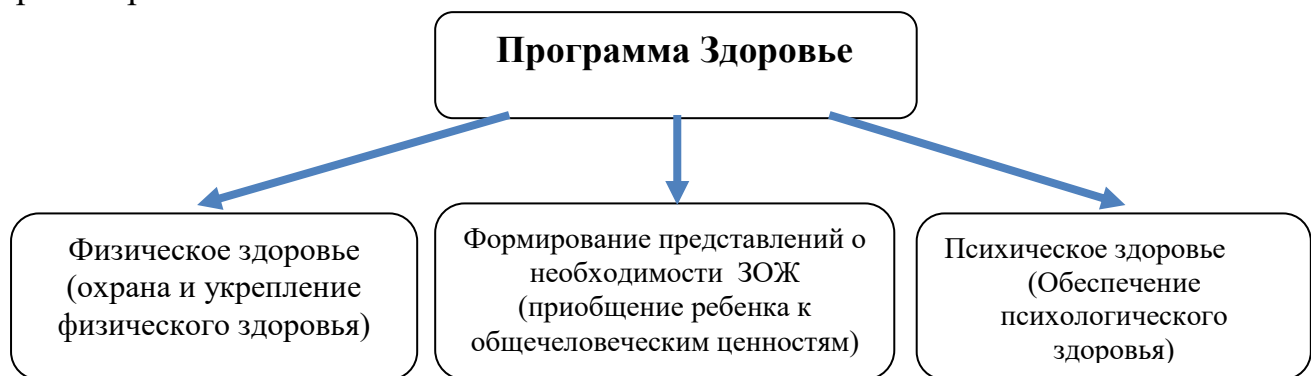 Программа Здоровье
Физическое здоровье
(охрана и укрепление
физического здоровья)
Формирование представлений о
необходимости ЗОЖ
(приобщение ребенка к
общечеловеческим ценностям)
Психическое здоровье
(Обеспечение
психологического
здоровья)